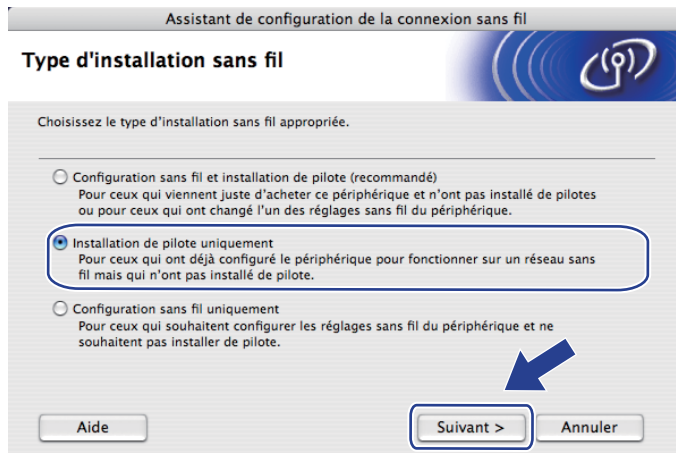 Assistant de configuration de la connexion sans fil
Type d'installation sans fil
Choisissez le type d'installation sans fil appropriée.
Configuration sans fil et installation de pilote (recommandé)
Pour ceux qui viennent juste d'acheter ce périphérique et n'ont pas installé de pilotes
ou pour ceux qui ont changé l'un des réglages sans fil du périphérique.
Installation de pilote uniquement
Pour ceux qui ont déjà configuré le périphérique pour fonctionner sur un réseau sans
fil mais qui n'ont pas installé de pilote.
Configuration sans fil uniquement
Pour ceux qui souhaitent configurer les réglages sans fil du périphérique et ne
souhaitent pas installer de pilote.
Aide
Suivant >
Annuler